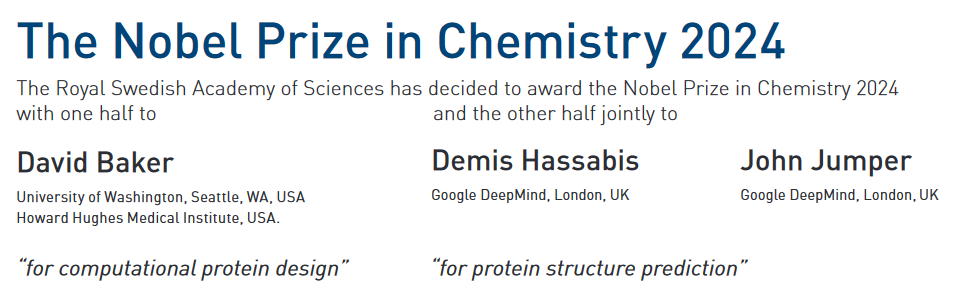 The Nobel Prize in Chemistry 2024
The Royal Swedish Academy of Sciences has decided to award the Nobel Prize in Chemistry 2024
with one half to
and the other half jointly to
David Baker
University of Washington, Seattle, WA, USA
Howard Hughes Medical Institute, USA.
“for computational protein design”
Demis Hassabis
Google DeepMind, London, UK
John Jumper
Google DeepMind, London, UK
“for protein structure prediction”